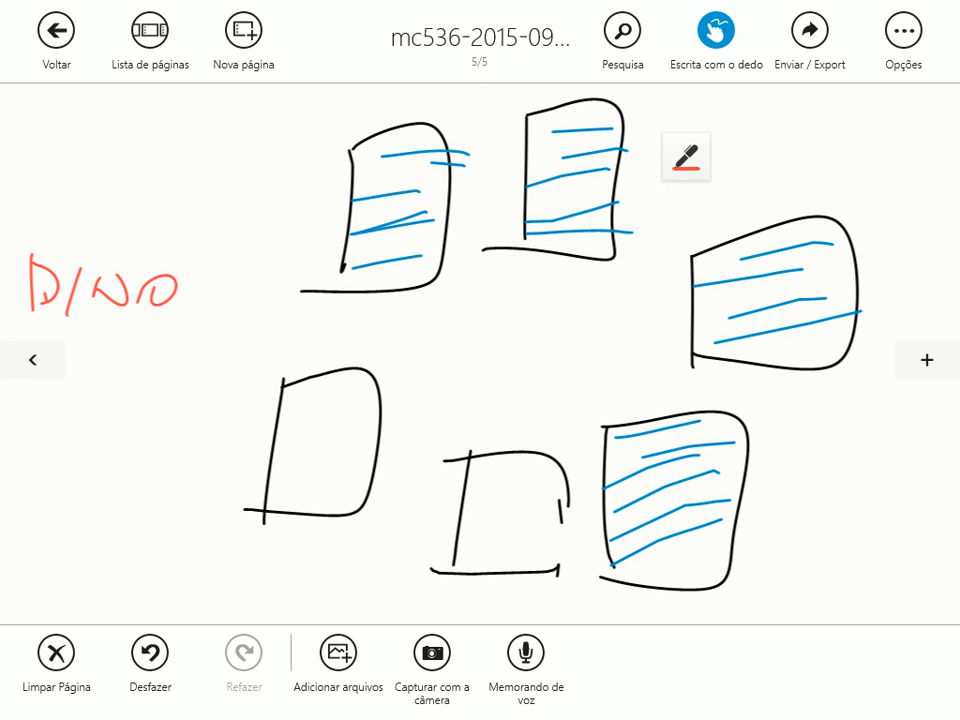 Voltar
Lista de páginas
Nova página
mc536-2015-09...
5/5
Pesquisa
Escrita com o dedo
Enviar / Export
Opções
Limpar Página
Desfazer
Refazer
Adicionar arquivos
Capturar com a
câmera
Memorando de
voz